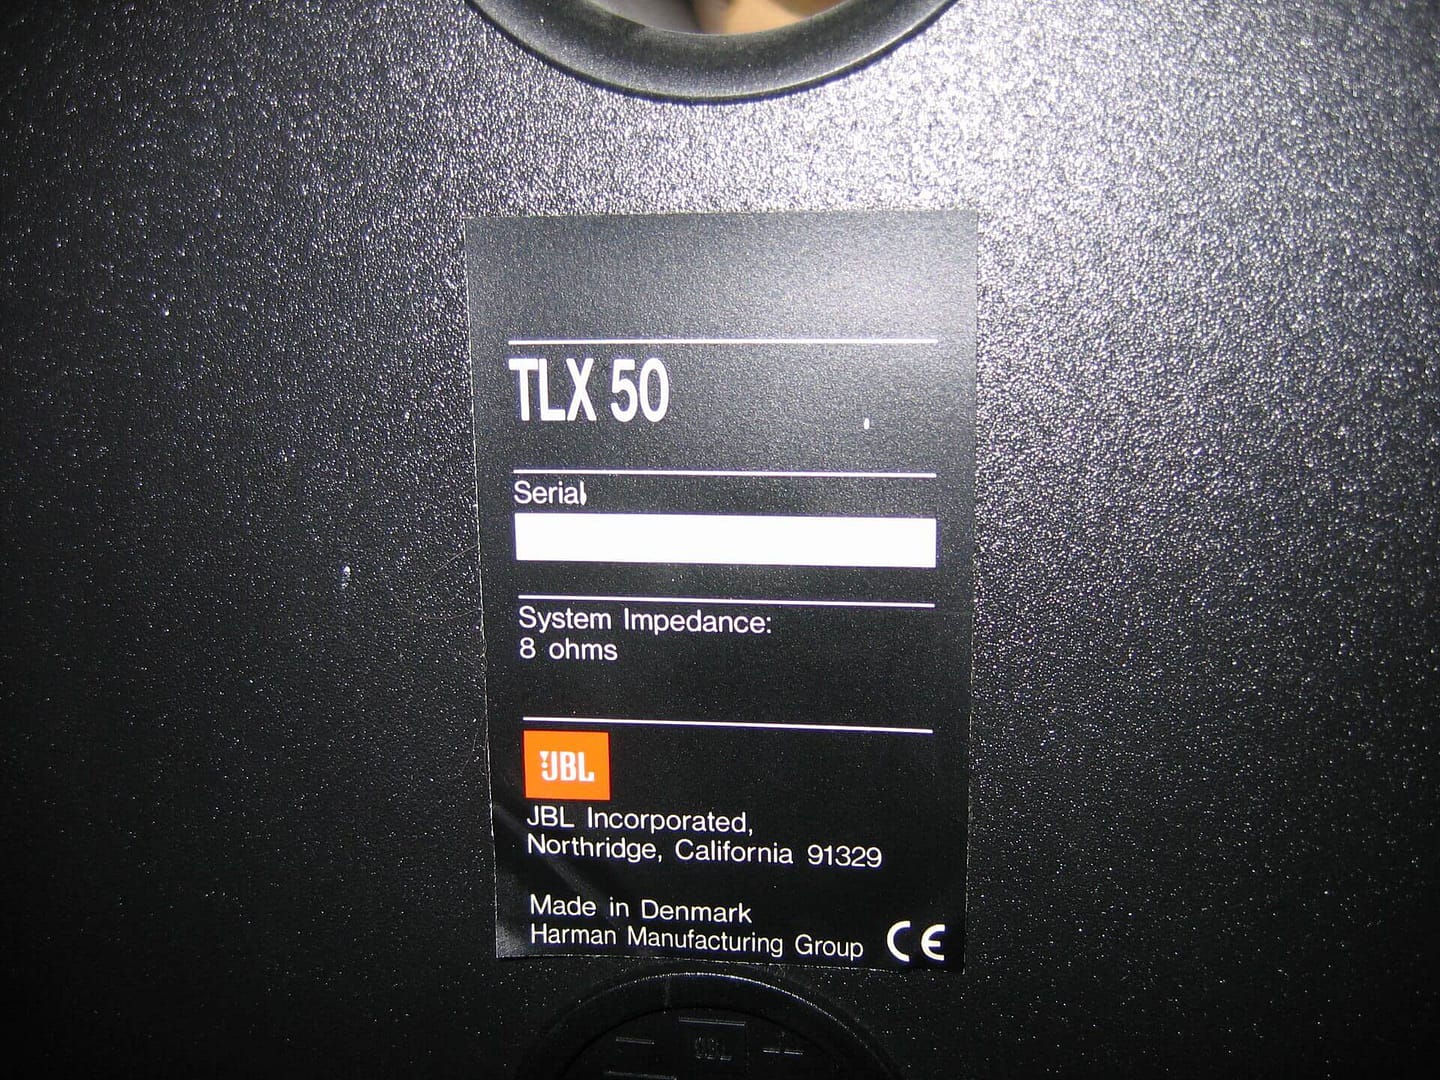 TLX 50
Serial
System Impedance:
8 ohms
JBL
JBL Incorporated,
Northridge, California 91329
Made in Denmark
Harman Manufacturing Group CE
JBL